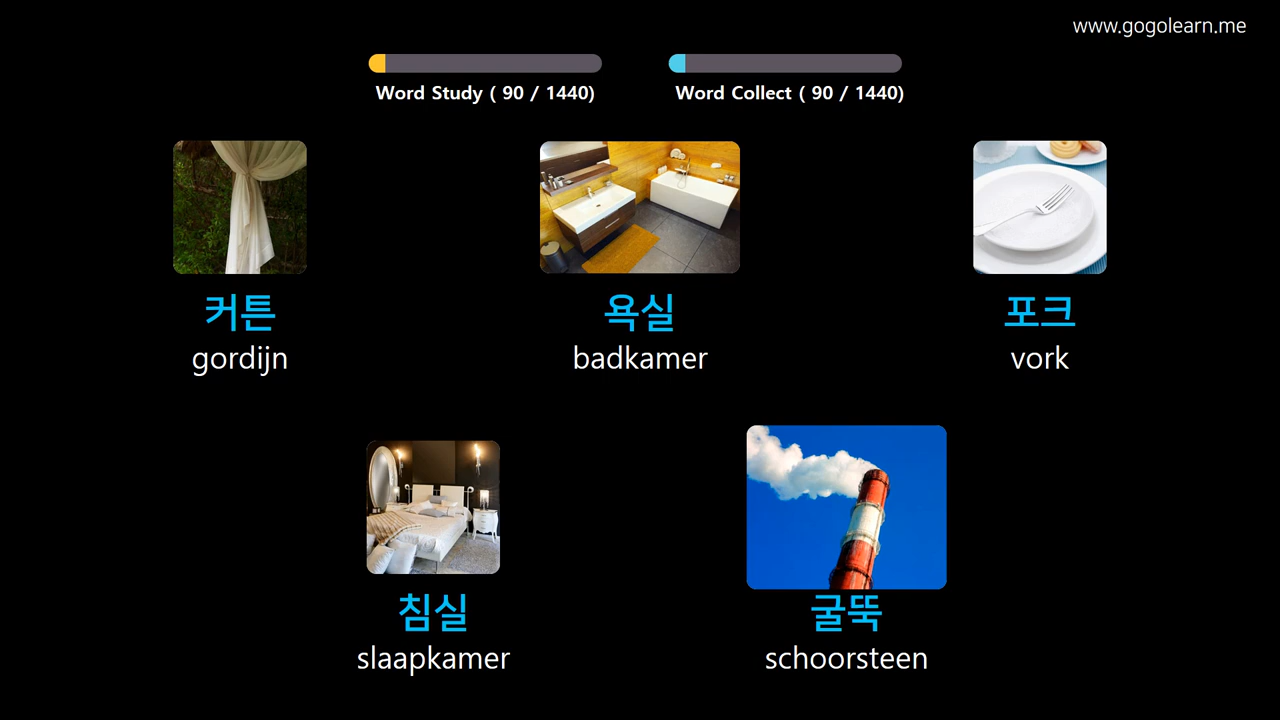 www.gogolearn.me
Word Study ( 90 / 1440)
Word Collect ( 90 / 1440)
커튼
gordijn
욕실
badkamer
포크
vork
침실
slaapkamer
굴뚝
schoorsteen